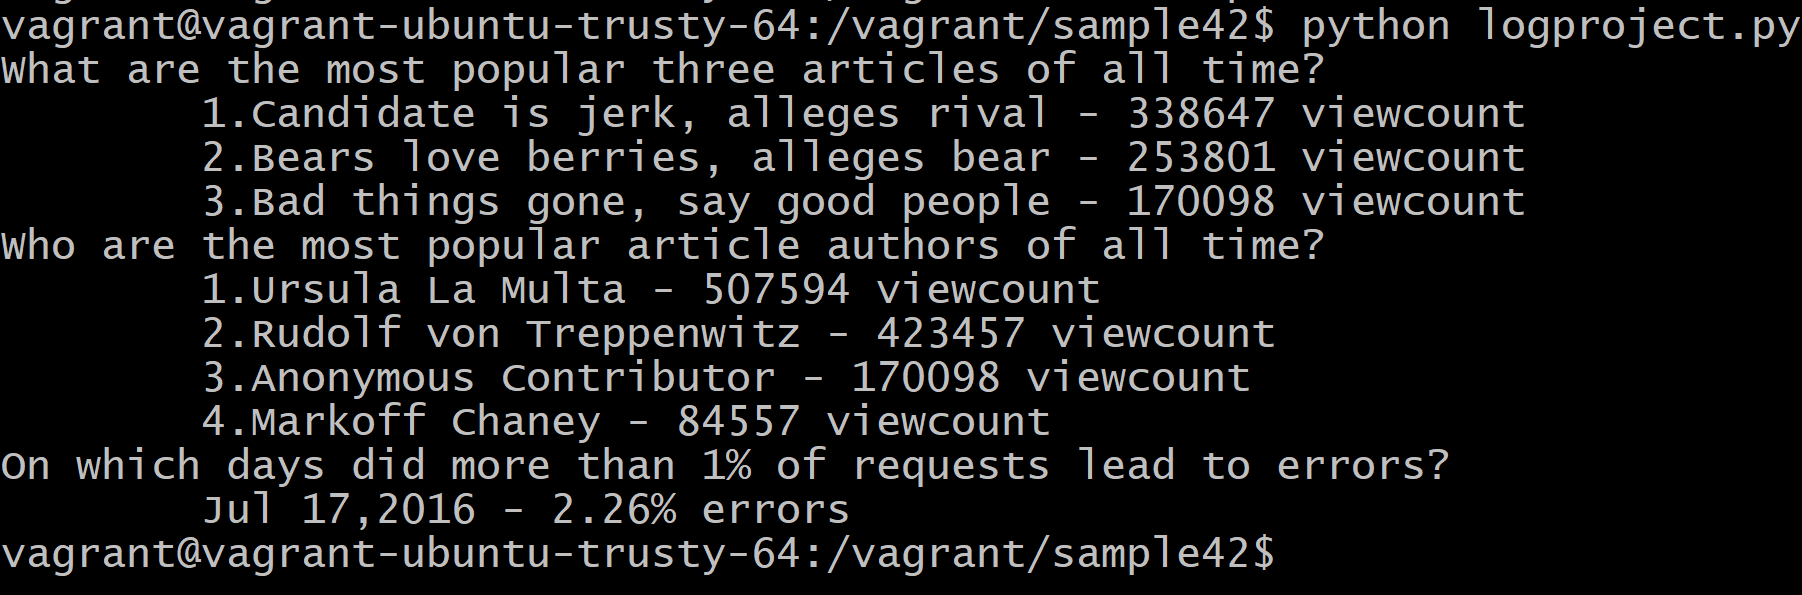 vagrant@vagrant-ubuntu-trusty-64:/vagrant/sample42$ python logproject.py
What are the most popular three articles of all time?
1.Candidate is jerk, alleges rival - 338647 viewcount
2.Bears love berries, alleges bear - 253801 viewcount
3.Bad things gone, say good people - 170098 viewcount
Who are the most popular article authors of all time?
1.Ursula La Multa - 507594 viewcount
2.Rudolf von Treppenwitz - 423457 viewcount
3.Anonymous Contributor - 170098 viewcount
4.Markoff Chaney - 84557 viewcount
On which days did more than 1% of requests lead to errors?
Jul 17,2016 - 2.26% errors
vagrant@vagrant-ubuntu-trusty-64:/vagrant/sample42$